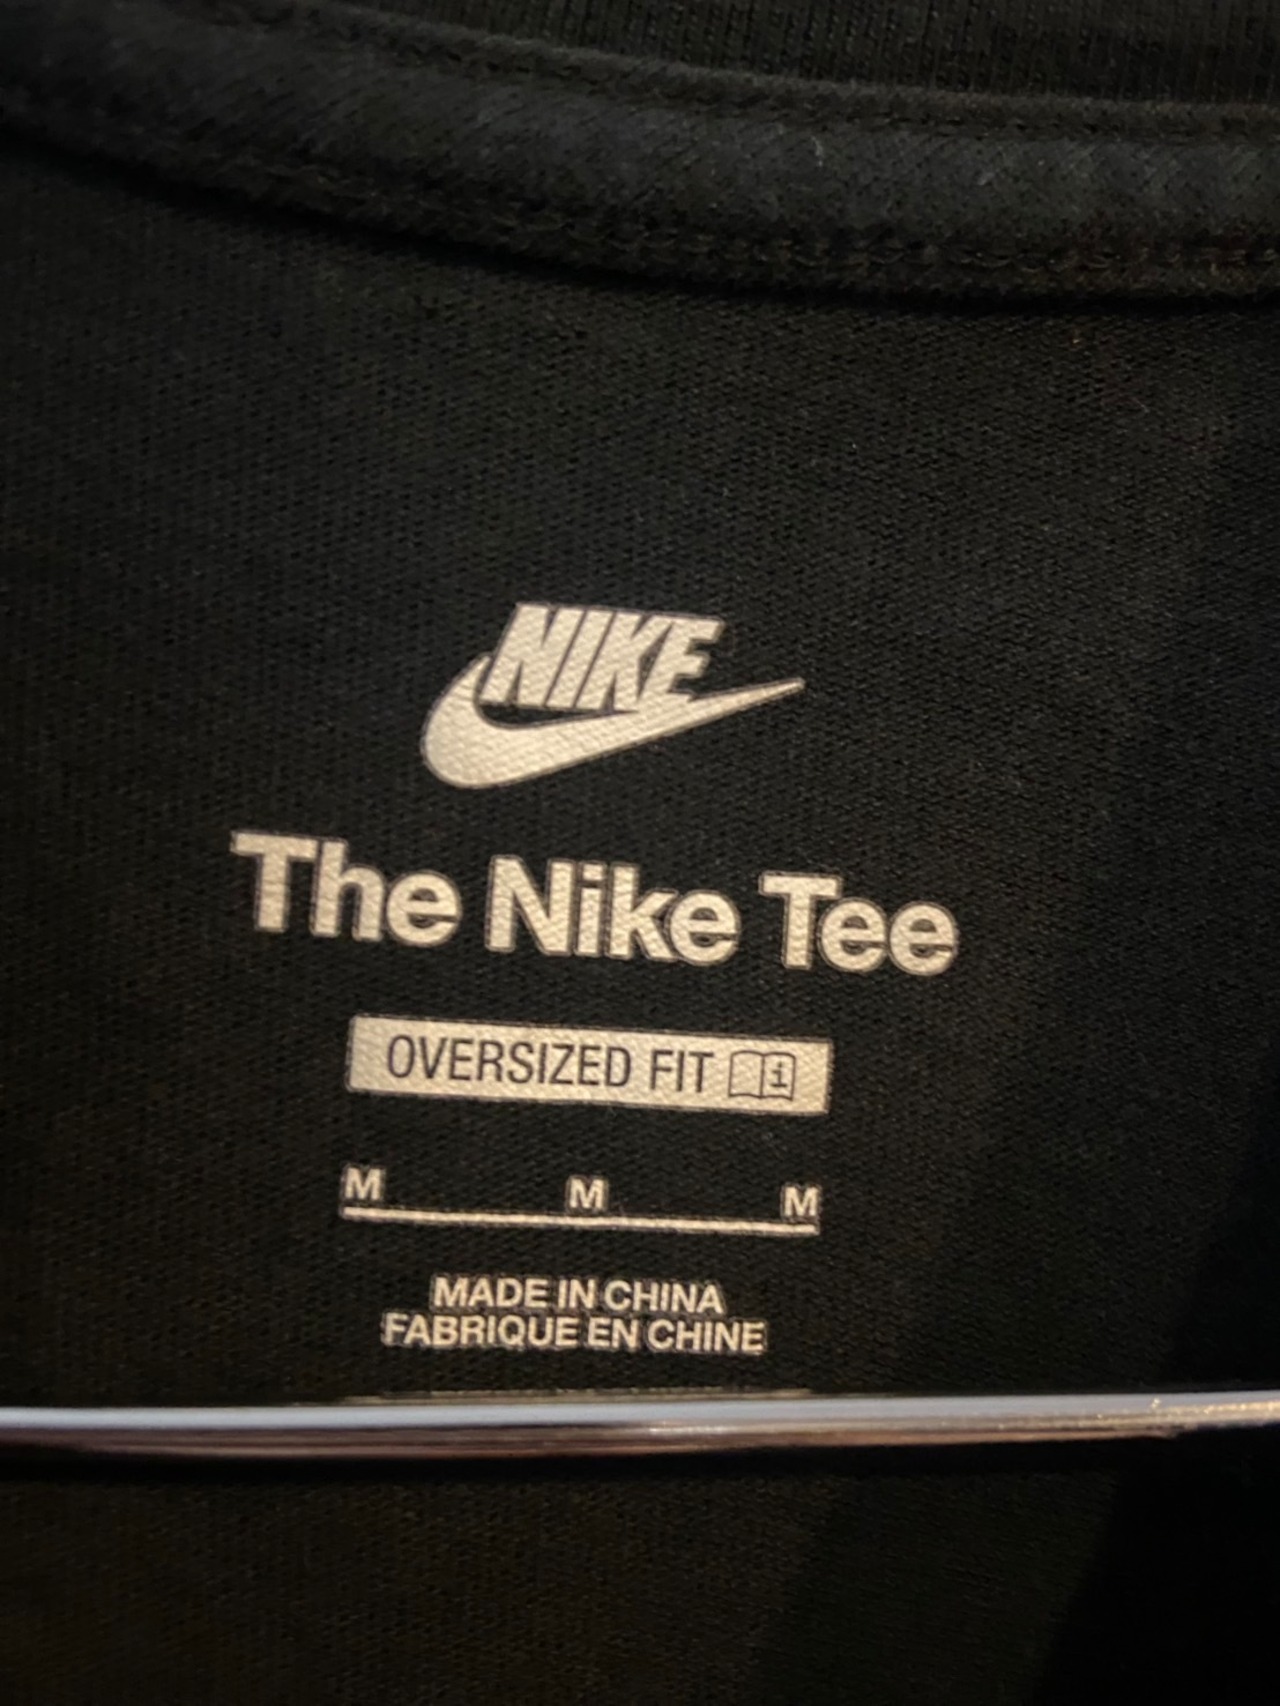 NIKE
The Nike Tee
OVERSIZED FIT i
M M M
MADE IN CHINA
FABRIQUE EN CHINE